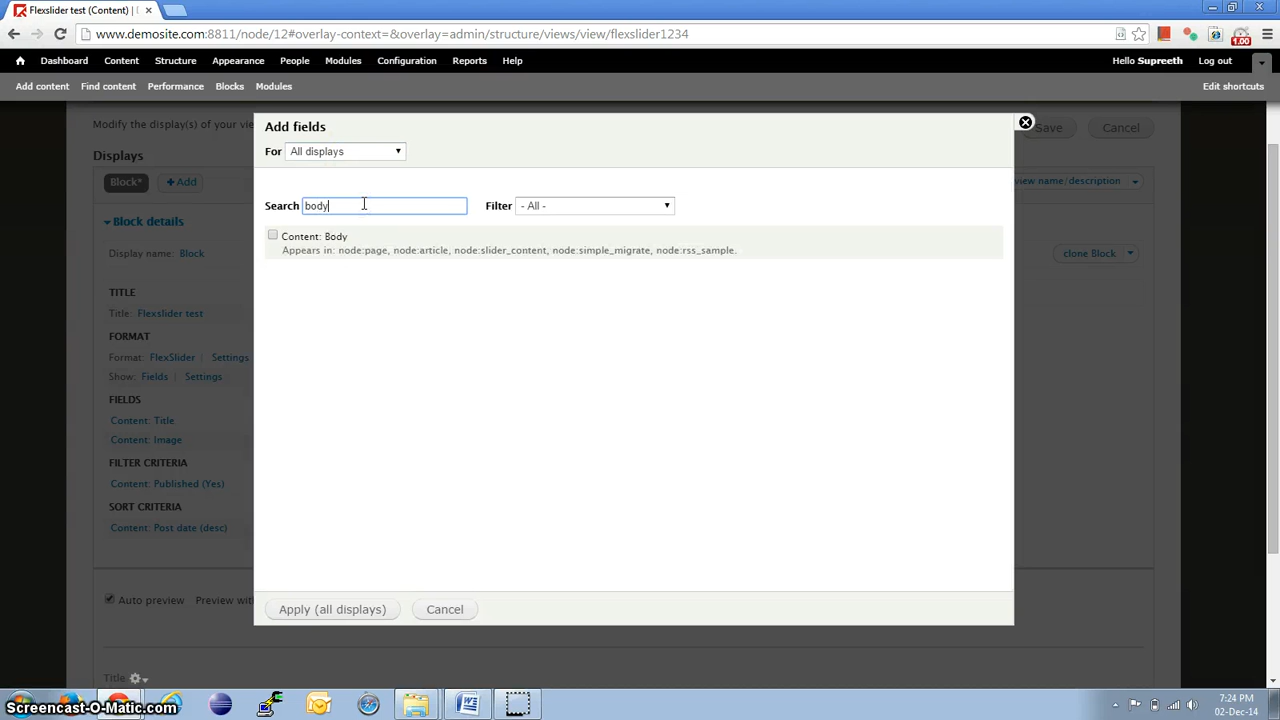 Flexslider test (Content) |
www.demosite.com:8811/node/12#overlay-context=&overlay=admin/structure/views/view/flexslider1234
1.00
Dashboard Content Structure Appearance People Modules Configuration Reports Help
Hello Supreeth Log out
Add content Find content Performance Blocks Modules
Edit shortcuts
Modify the display(s) of your
Save Cancel
Displays
Block* +Add
view name/description
Block details
Display name: Block
clone Block
TITLE
Title: Flexslider test
FORMAT
Format: FlexSlider | Settings
Show: Fields | Settings
FIELDS
Content: Title
Content: Image
FILTER CRITERIA
Content: Published (Yes)
SORT CRITERIA
Content: Post date (desc)
Add fields
For All displays
Search body Filter - All -
Content: Body
Appears in: node:page, node:article, node:slider_content, node:simple_migrate, node:rss_sample.
Apply (all displays) Cancel
Auto preview Preview
Title
Screencast-O-Matic.com
7:24 PM
02-Dec-14